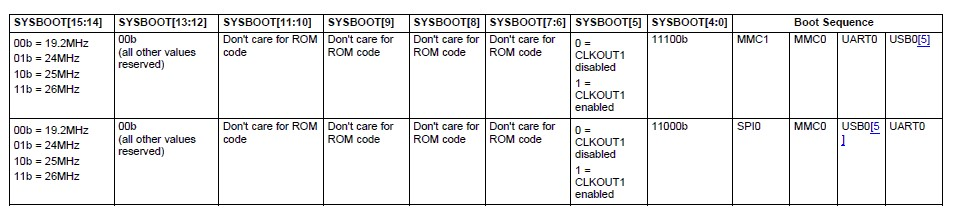 SYSBOOT[15:14] SYSBOOT[13:12] SYSBOOT[11:10] SYSBOOT[9] SYSBOOT[8] SYSBOOT[7:6] SYSBOOT[5] SYSBOOT[4:0] Boot Sequence
00b = 19.2MHz
01b = 24MHz
10b = 25MHz
11b = 26MHz
00b
(all other values
reserved)
Don't care for ROM
code
Don't care for
ROM code
Don't care for
ROM code
Don't care for
ROM code
0 =
CLKOUT1
disabled
1 =
CLKOUT1
enabled
11100b
MMC1
MMC0
UART0
USB0[5]
00b = 19.2MHz
01b = 24MHz
10b = 25MHz
11b = 26MHz
00b
(all other values
reserved)
Don't care for ROM
code
Don't care for
ROM code
Don't care for
ROM code
Don't care for
ROM code
0 =
CLKOUT1
disabled
1 =
CLKOUT1
enabled
11000b
SPI0
MMC0
USB0[5
]
UART0